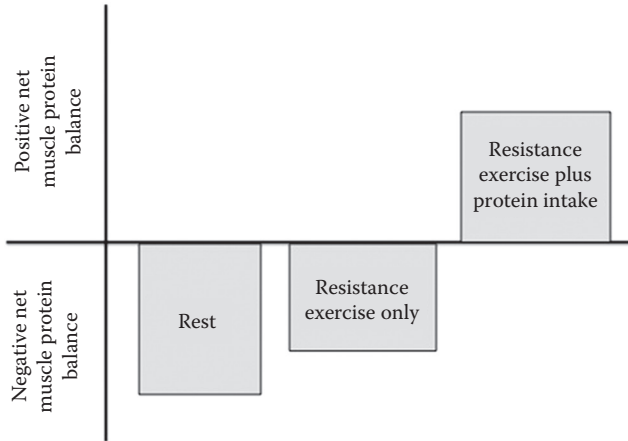 Positive net
muscle protein
balance
Resistance
exercise plus
protein intake
Negative net
muscle protein
balance
Rest
Resistance
exercise only